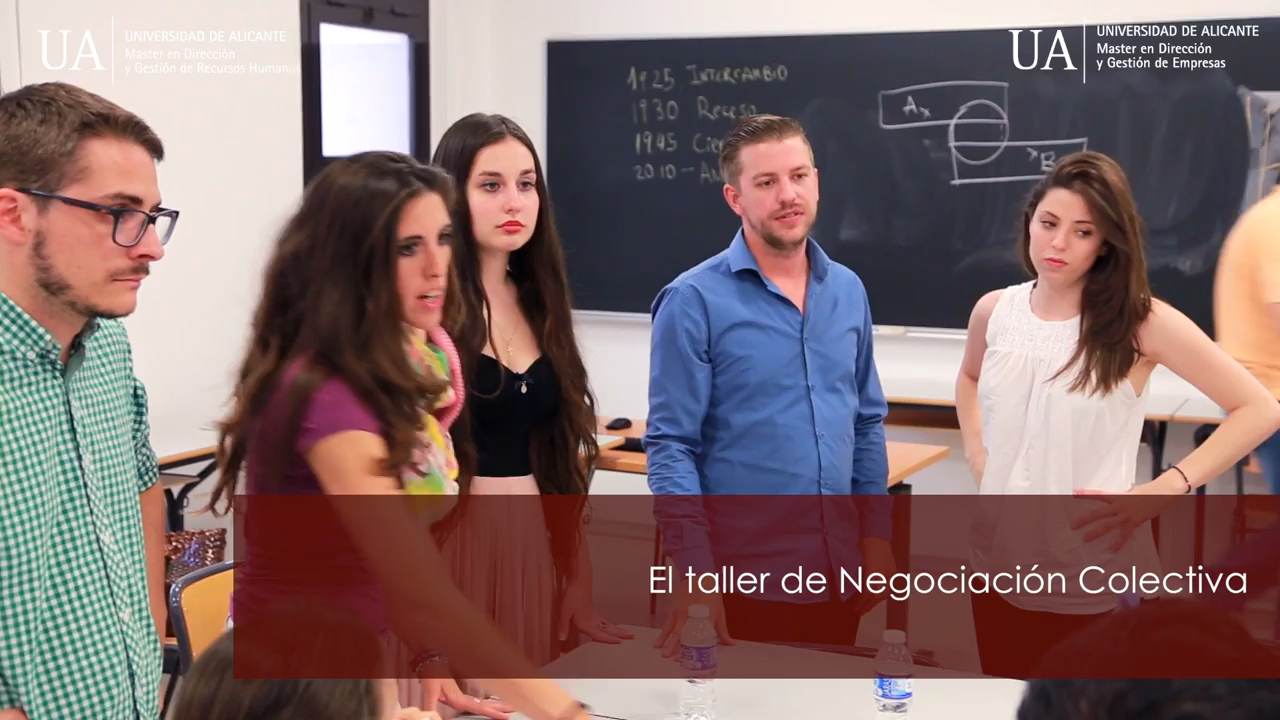 UA
UNIVERSIDAD DE ALICANTE
Master en Dirección
y Gestión de Recursos Humanos
UA
UNIVERSIDAD DE ALICANTE
Master en Dirección
y Gestión de Empresas
1925 INTERCAMBIO
1930 Receso
1945
2010 -
A
B
El taller de Negociación Colectiva